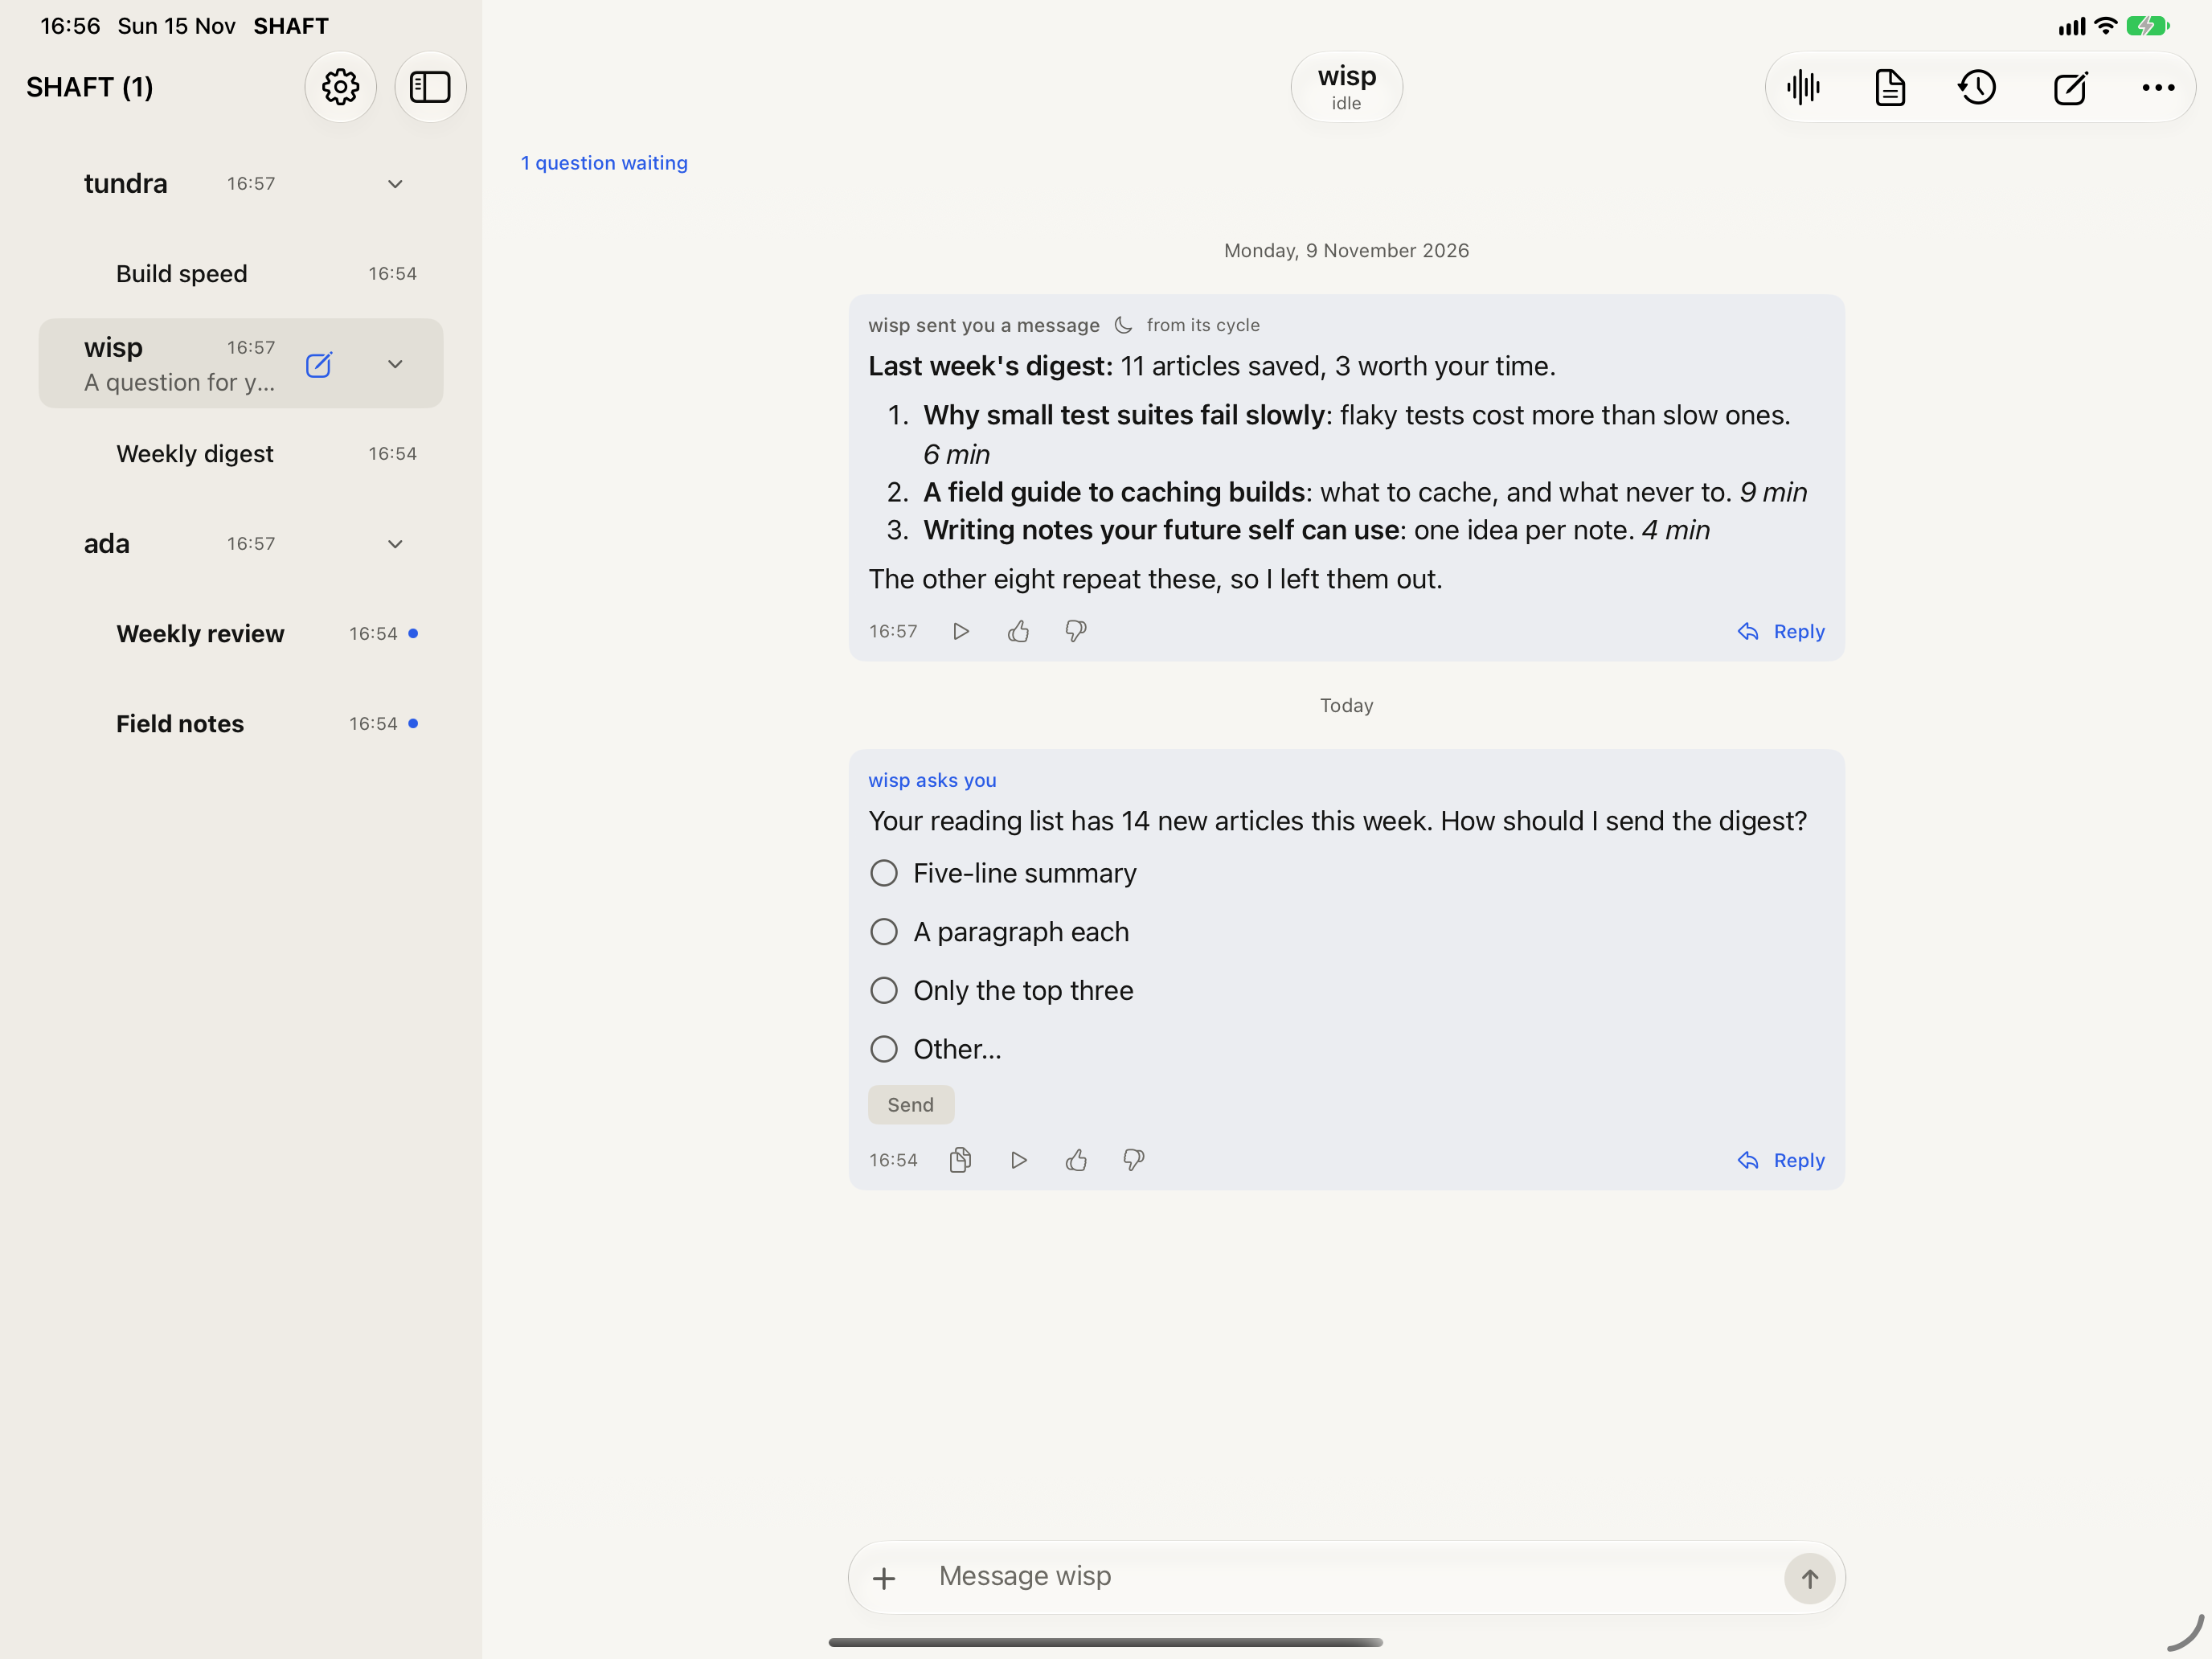 16:56 Sun 15 Nov SHAFT
SHAFT (1)
tundra 16:57
Build speed 16:54
wisp 16:57
A question for y...
Weekly digest 16:54
ada 16:57
Weekly review 16:54
Field notes 16:54
wisp
idle
1 question waiting
Monday, 9 November 2026
wisp sent you a message from its cycle
Last week's digest: 11 articles saved, 3 worth your time.
1. Why small test suites fail slowly: flaky tests cost more than slow ones.
6 min
2. A field guide to caching builds: what to cache, and what never to. 9 min
3. Writing notes your future self can use: one idea per note. 4 min
The other eight repeat these, so I left them out.
16:57 Reply
Today
wisp asks you
Your reading list has 14 new articles this week. How should I send the digest?
Five-line summary
A paragraph each
Only the top three
Other...
Send
16:54 Reply
Message wisp